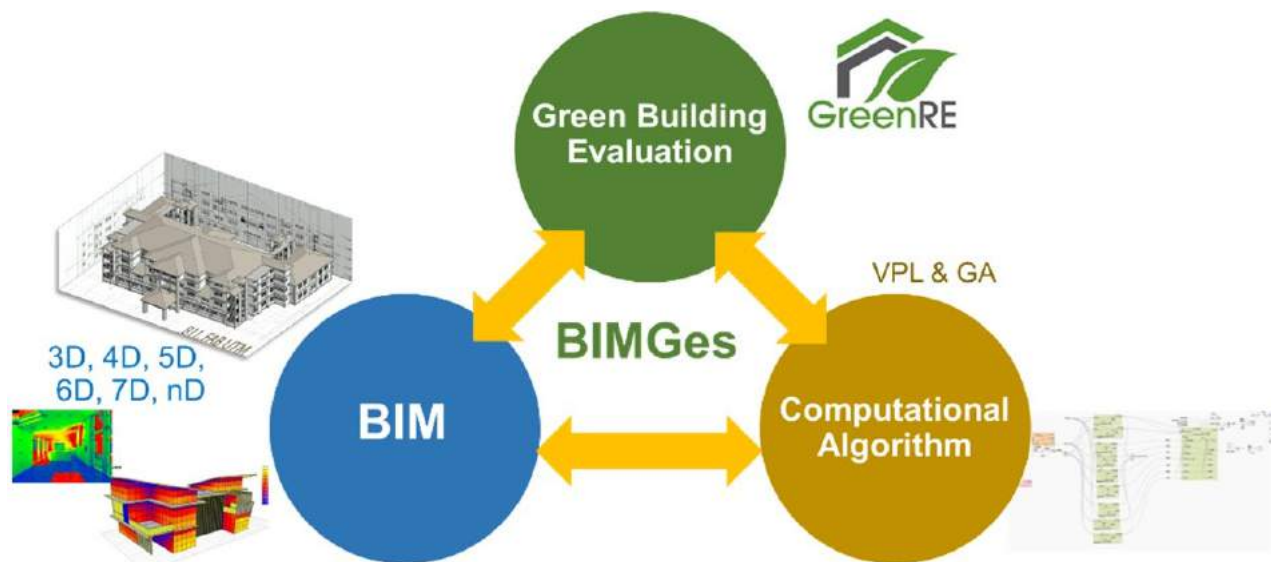 GreenRE
Green Building
Evaluation
VPL & GA
BIMGes
3D, 4D, 5D,
6D, 7D, nD
BIM
Computational
Algorithm